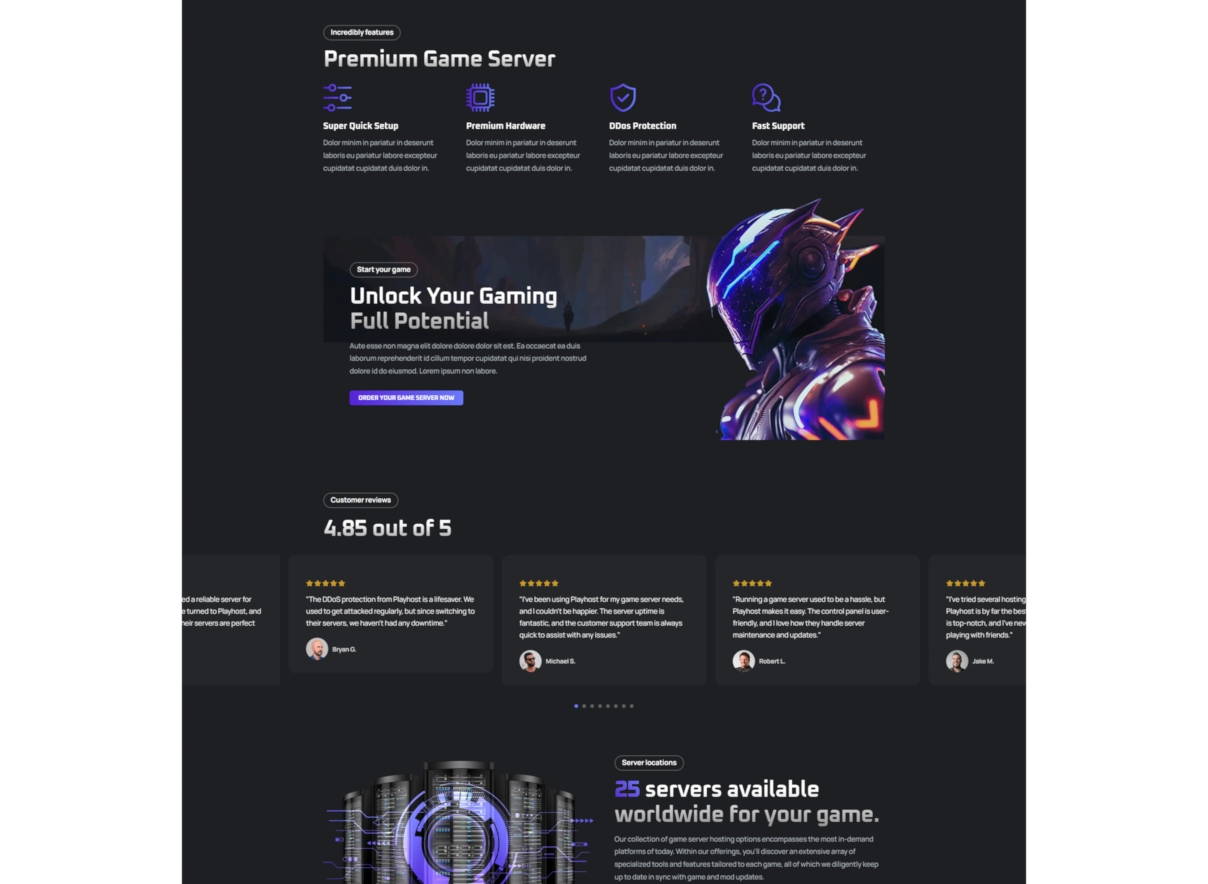 Incredibly features
Premium Game Server
Super Quick Setup
Dolor minim in pariatur in deserunt
laboris eu pariatur labore excepteur
cupidatat cupidatat duis dolor in.
Premium Hardware
Dolor minim in pariatur in deserunt
laboris eu pariatur labore excepteur
cupidatat cupidatat duis dolor in.
DDos Protection
Dolor minim in pariatur in deserunt
laboris eu pariatur labore excepteur
cupidatat cupidatat duis dolor in.
Fast Support
Dolor minim in pariatur in deserunt
laboris eu pariatur labore excepteur
cupidatat cupidatat duis dolor in.
Start your game
Unlock Your Gaming
Full Potential
Aute esse non magna elit dolore dolore dolor sit est. Ea occaecat ea duis
laborum reprehenderit id cillum tempor cupidatat qui nisi proident nostrud
dolore id do eiusmod. Lorem ipsum non labore.
ORDER YOUR GAME SERVER NOW
Customer reviews
4.85 out of 5
ed a reliable server for
e turned to Playhost, and
heir servers are perfect
"The DDoS protection from Playhost is a lifesaver. We
used to get attacked regularly, but since switching to
their servers, we haven't had any downtime."
Bryan G.
"I've been using Playhost for my game server needs,
and I couldn't be happier. The server uptime is
fantastic, and the customer support team is always
quick to assist with any issues."
Michael S.
"Running a game server used to be a hassle, but
Playhost makes it easy. The control panel is user-
friendly, and I love how they handle server
maintenance and updates."
Robert L.
"I've tried several hosting
Playhost is by far the bes
is top-notch, and I've nev
playing with friends."
Jake M.
Server locations
25 servers available
worldwide for your game.
Our collection of game server hosting options encompasses the most in-demand
platforms of today. Within our offerings, you'll discover an extensive array of
specialized tools and features tailored to each game, all of which we diligently keep
up to date in sync with game and mod updates.